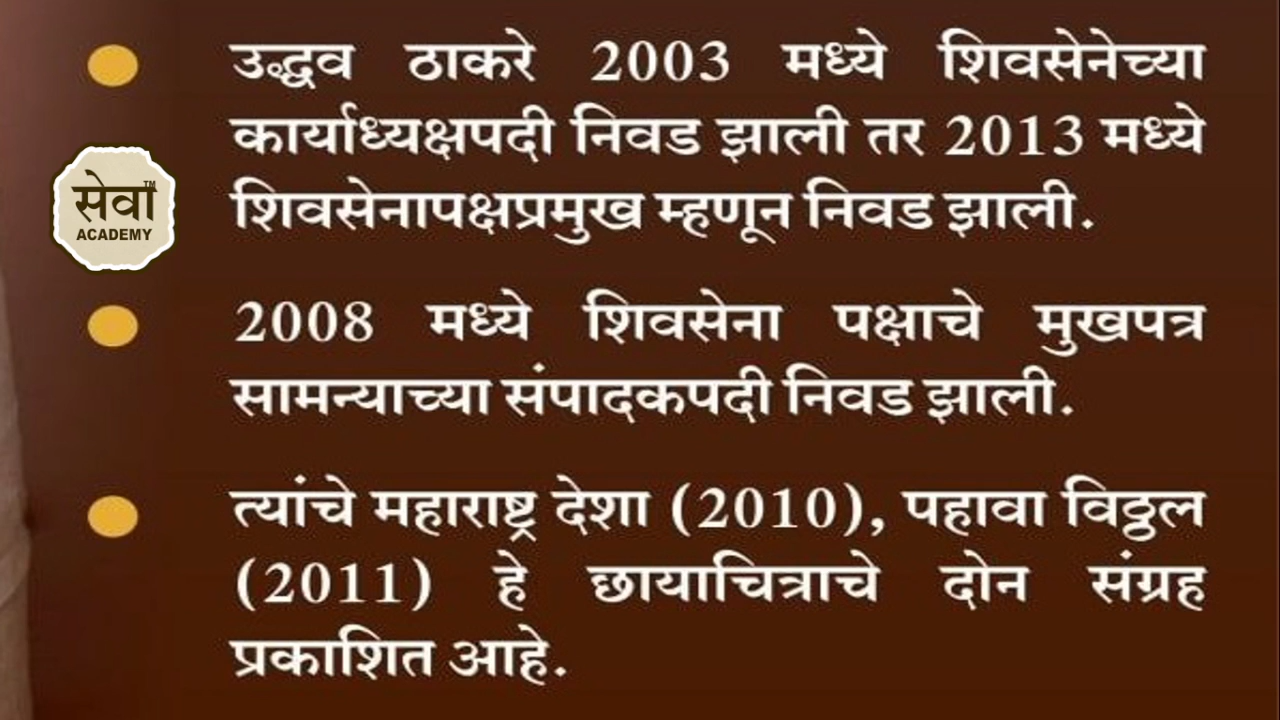 उद्धव ठाकरे 2003 मध्ये शिवसेनेच्या
कार्याध्यक्षपदी निवड झाली तर 2013 मध्ये
शिवसेनापक्षप्रमुख म्हणून निवड झाली.
सेवा TM
ACADEMY
2008 मध्ये शिवसेना पक्षाचे मुखपत्र
सामन्याच्या संपादकपदी निवड झाली.
त्यांचे महाराष्ट्र देशा (2010), पहावा विठ्ठल
(2011) हे छायाचित्राचे दोन संग्रह
प्रकाशित आहे.